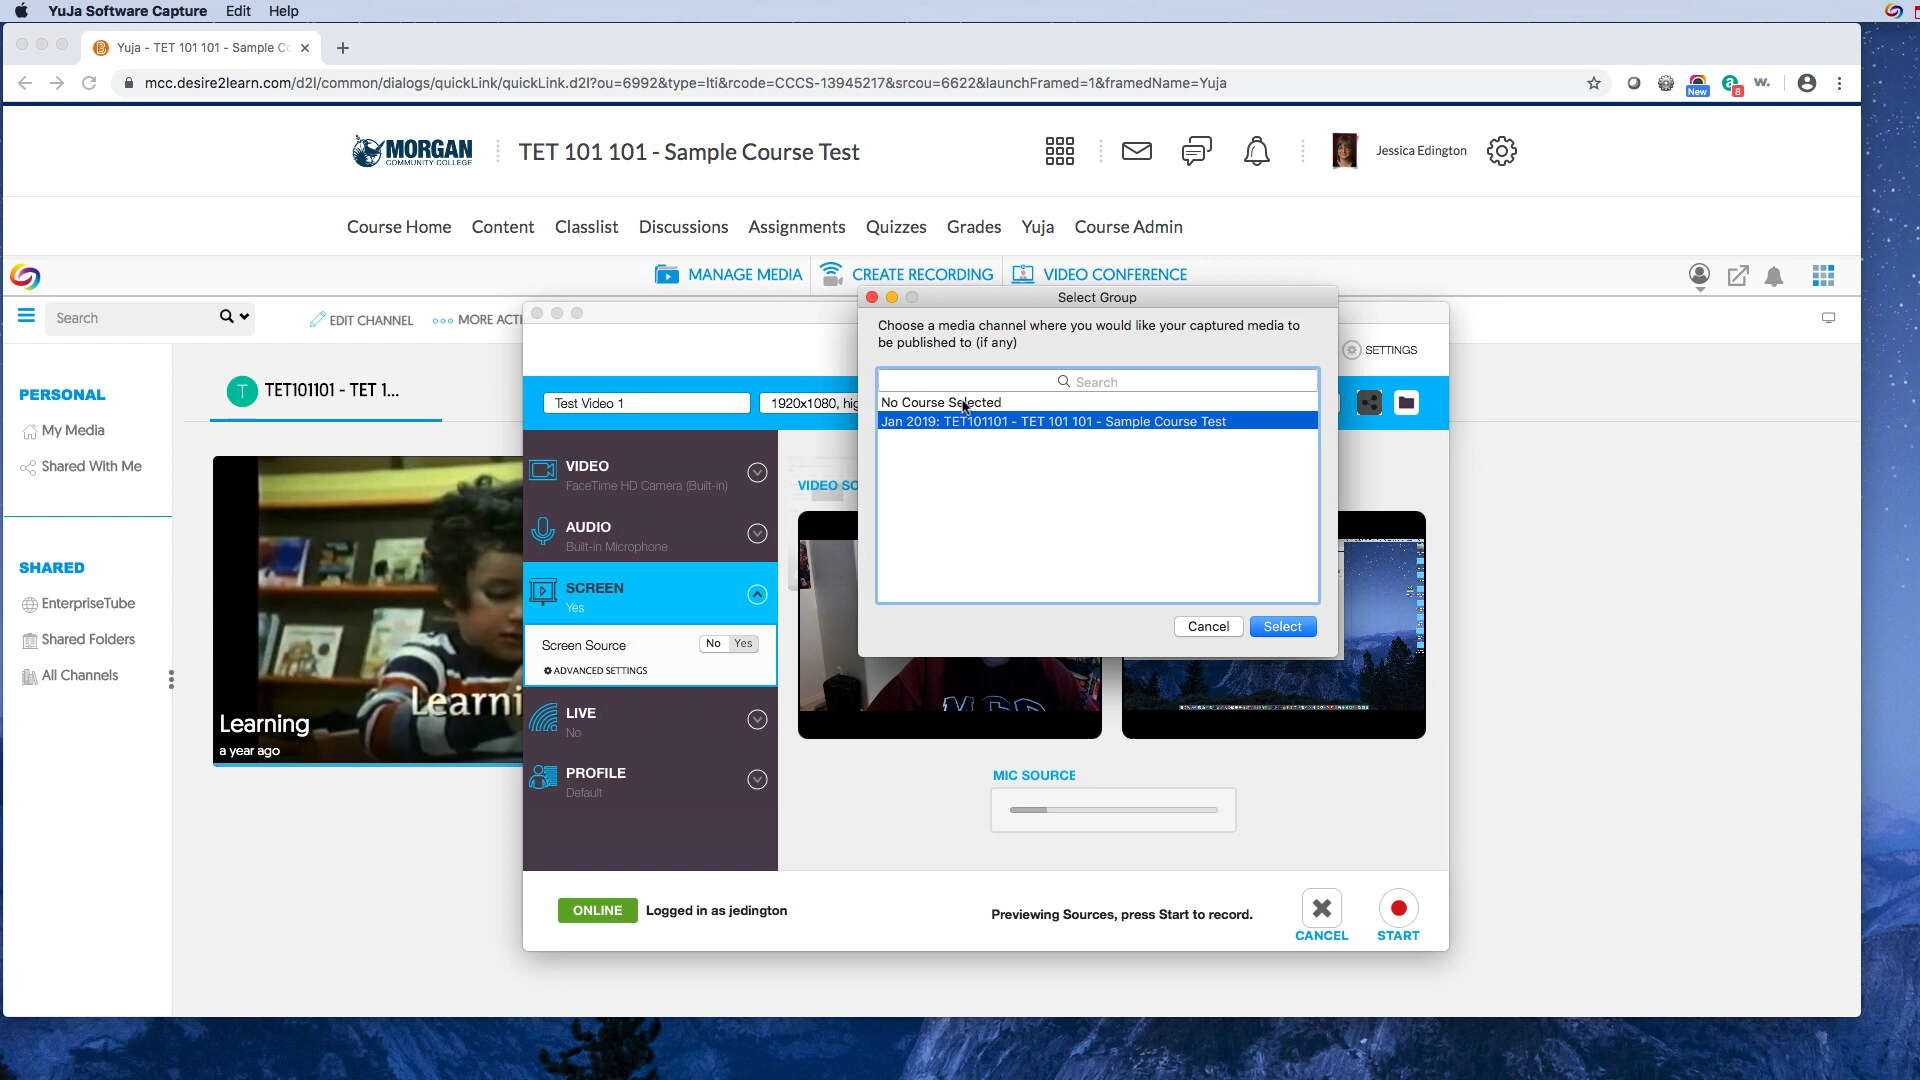 YuJa Software Capture Edit Help
Yuja - TET 101 101 - Sample Co
mcc.desire2learn.com/d2l/common/dialogs/quickLink/quickLink.d2l?ou=6992&type=lti&rcode=CCCS-13945217&srcou=6622&launchFramed=1&framedName=Yuja
New
8
w.
MORGAN
COMMUNITY COLLEGE
TET 101 101 - Sample Course Test
Jessica Edington
Course Home Content Classlist Discussions Assignments Quizzes Grades Yuja Course Admin
MANAGE MEDIA CREATE RECORDING VIDEO CONFERENCE
Search
EDIT CHANNEL
MORE ACTI
Select Group
Choose a media channel where you would like your captured media to
be published to (if any)
Search
No Course Selected
Jan 2019: TET101101 - TET 101 101 - Sample Course Test
Cancel Select
SETTINGS
PERSONAL
My Media
Shared With Me
SHARED
EnterpriseTube
Shared Folders
All Channels
T TET101101 - TET 1...
Learni
Learning
a year ago
Test Video 1
1920x1080, hig
VIDEO
FaceTime HD Camera (Built-in)
AUDIO
Built-in Microphone
SCREEN
Yes
Screen Source No Yes
ADVANCED SETTINGS
LIVE
No
PROFILE
Default
VIDEO SO
MIC SOURCE
ONLINE Logged in as jedington
Previewing Sources, press Start to record.
CANCEL START